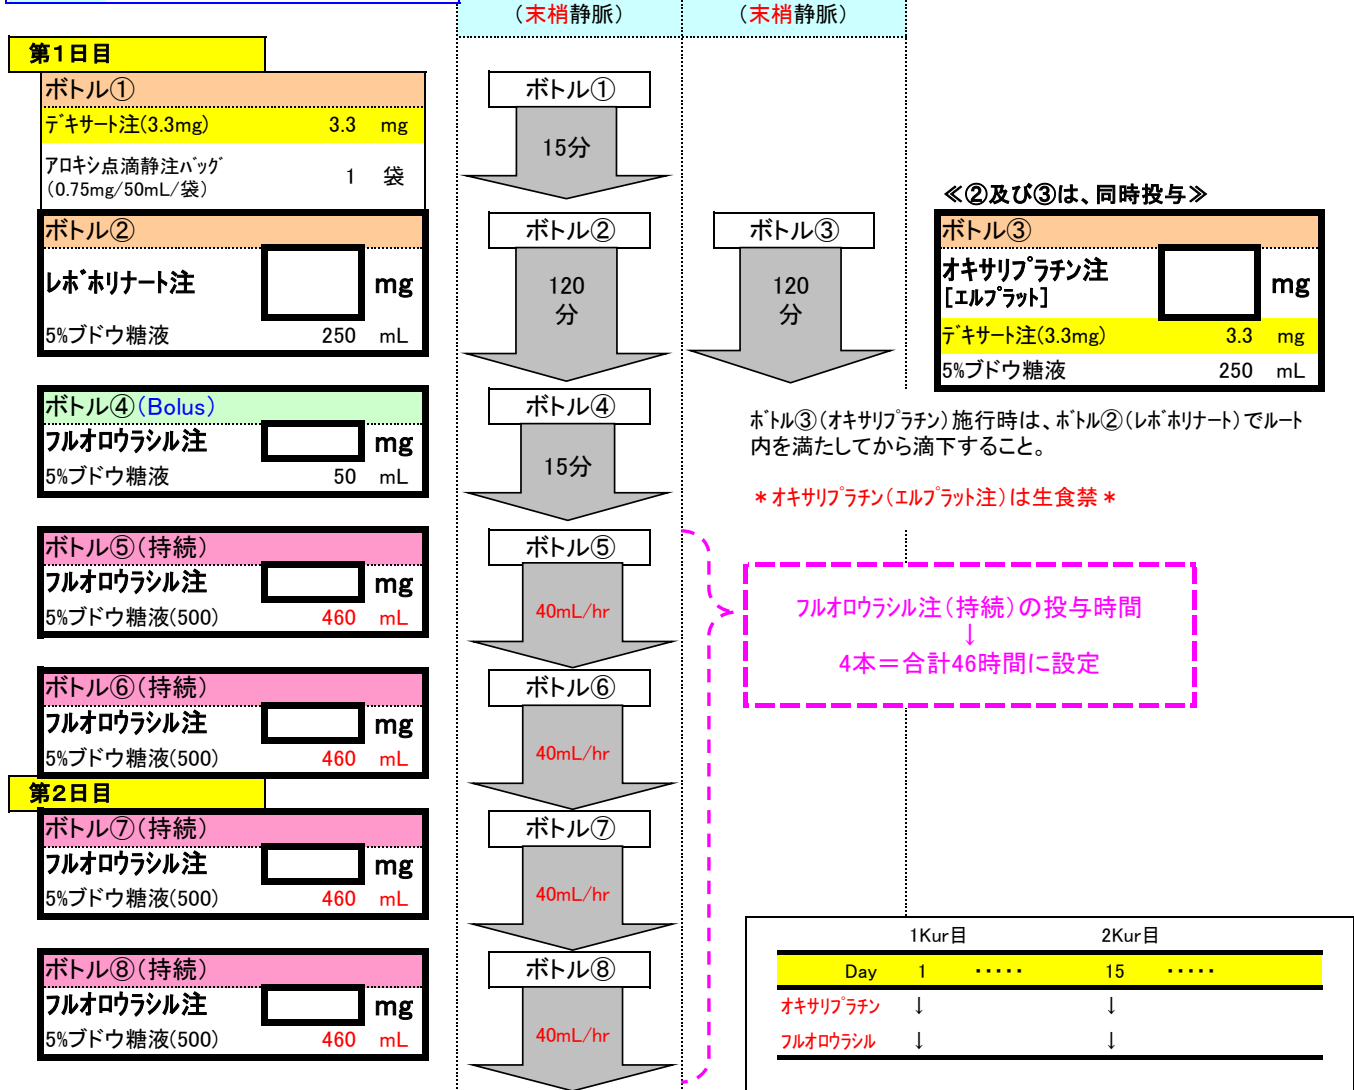 （末梢静脈）
（末梢静脈）
第１日目
ボトル①
ﾃﾞｷｻｰﾄ注(3.3mg) 3.3 mg
ｱﾛｷｼ点滴静注ﾊﾞｯｸﾞ 1 袋
（0.75mg/50mL/袋）
ボトル①
15分
ボトル②
ﾚﾎﾞﾎﾘﾅｰﾄ注 mg
5%ブドウ糖液 250 mL
ボトル②
120
分
ボトル③
120
分
≪②及び③は、同時投与≫
ボトル③
ｵｷｻﾘﾌﾟﾗﾁﾝ注 mg
[ｴﾙﾌﾟﾗｯﾄ]
ﾃﾞｷｻｰﾄ注(3.3mg) 3.3 mg
5%ブドウ糖液 250 mL
ボトル④（Bolus）
ﾌﾙｵﾛｳﾗｼﾙ注 mg
5%ブドウ糖液 50 mL
ボトル④
15分
ﾎﾞﾄﾙ③（ｵｷｻﾘﾌﾟﾗﾁﾝ）施行時は、ﾎﾞﾄﾙ②（ﾚﾎﾞﾎﾘﾅｰﾄ）でルート
内を満たしてから滴下すること。
＊ｵｷｻﾘﾌﾟﾗﾁﾝ（ｴﾙﾌﾟﾗｯﾄ注）は生食禁＊
ボトル⑤（持続）
ﾌﾙｵﾛｳﾗｼﾙ注 mg
5%ブドウ糖液(500) 460 mL
ボトル⑤
40mL/hr
ﾌﾙｵﾛｳﾗｼﾙ注（持続）の投与時間
↓
4本＝合計46時間に設定
ボトル⑥（持続）
ﾌﾙｵﾛｳﾗｼﾙ注 mg
5%ブドウ糖液(500) 460 mL
ボトル⑥
40mL/hr
第２日目
ボトル⑦（持続）
ﾌﾙｵﾛｳﾗｼﾙ注 mg
5%ブドウ糖液(500) 460 mL
ボトル⑦
40mL/hr
ボトル⑧（持続）
ﾌﾙｵﾛｳﾗｼﾙ注 mg
5%ブドウ糖液(500) 460 mL
ボトル⑧
40mL/hr
1Kur目 2Kur目
Day 1 ・・・・・ 15 ・・・・・
ｵｷｻﾘﾌﾟﾗﾁﾝ ↓ ↓
ﾌﾙｵﾛｳﾗｼﾙ ↓ ↓